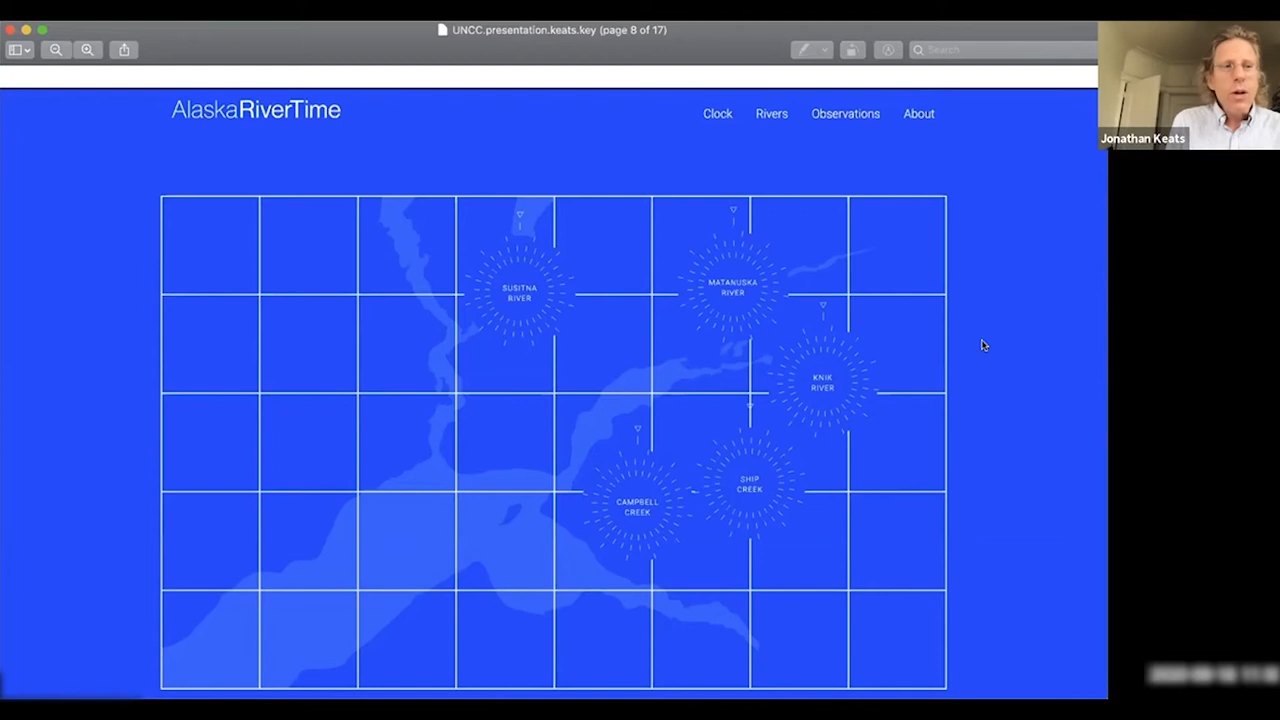 UNCC.presentation.keats.key (page 8 of 17)
Search
Jonathan Keats
AlaskaRiverTime
Clock Rivers Observations About
SUSITNA
RIVER
MATANUSKA
RIVER
KNIK
RIVER
SHIP
CREEK
CAMPBELL
CREEK